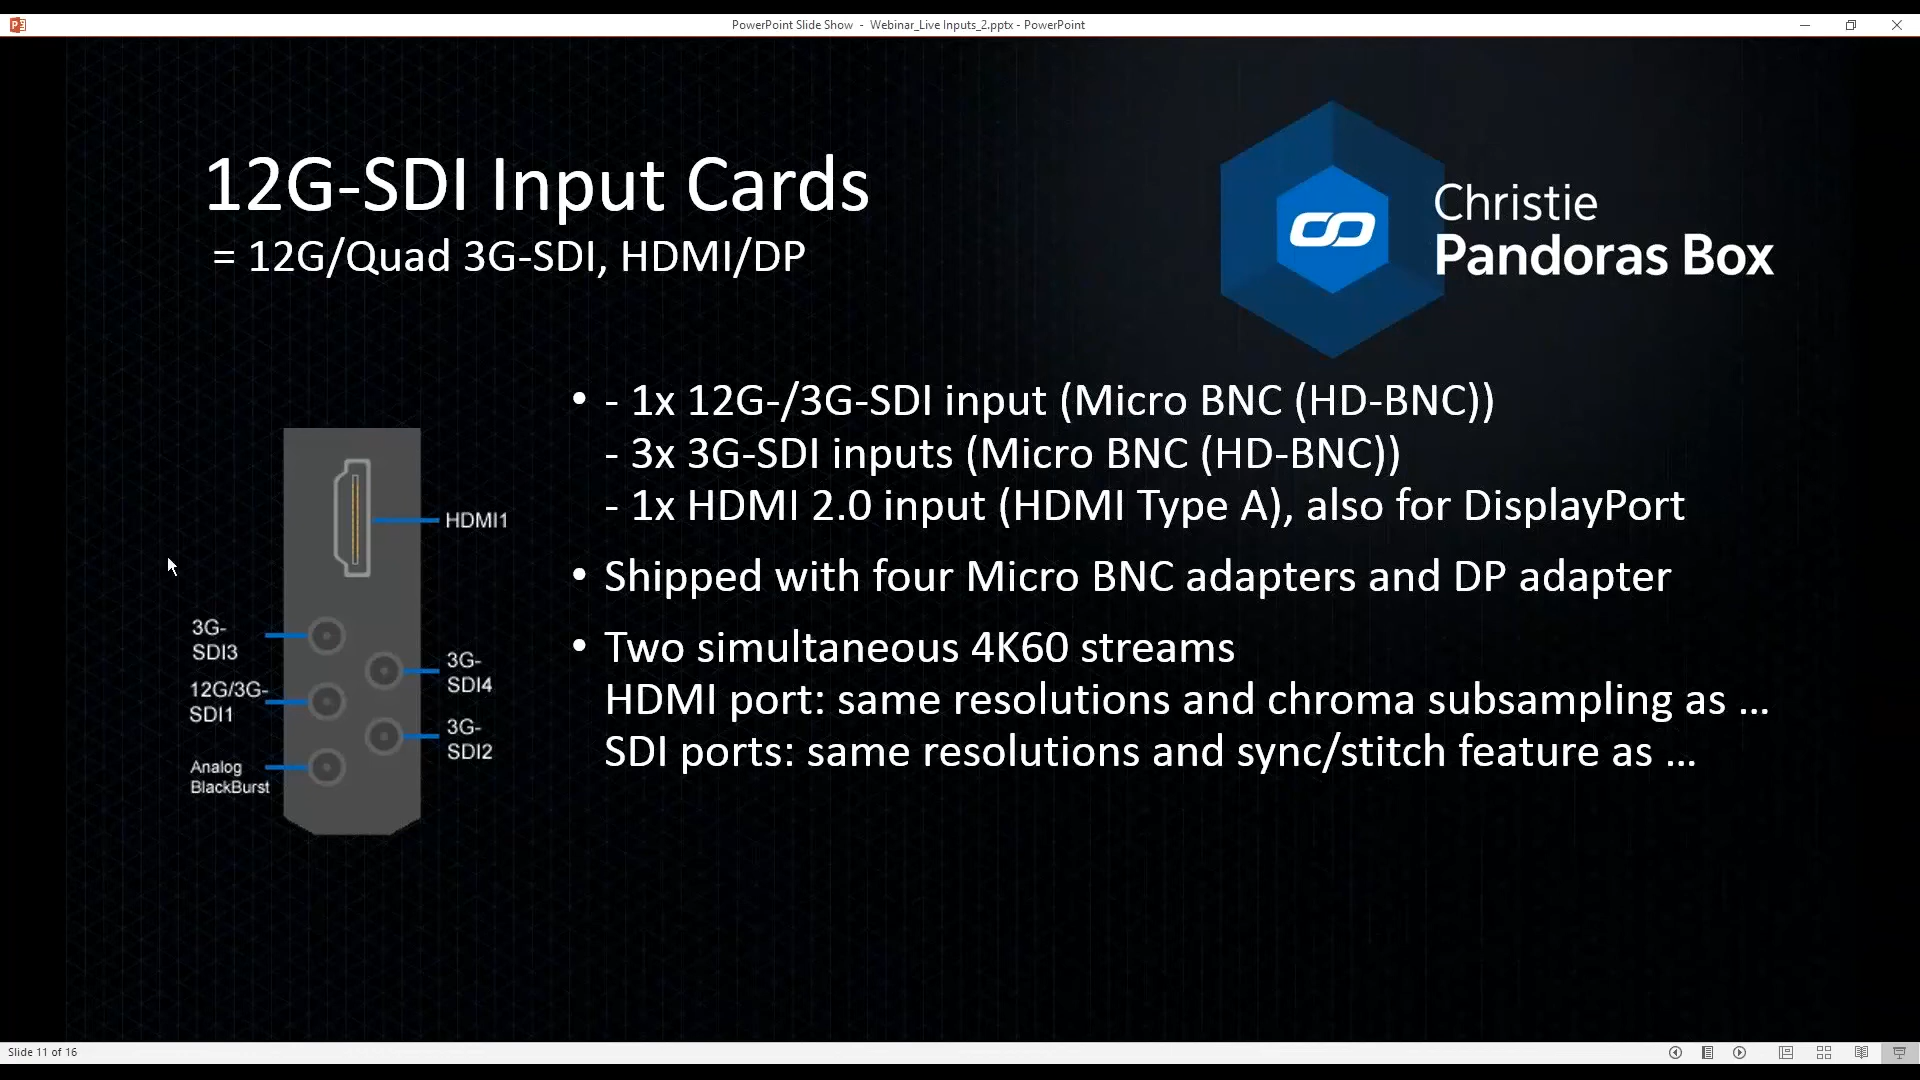 PowerPoint Slide Show - Webinar_Live Inputs_2.pptx - PowerPoint
12G-SDI Input Cards
= 12G/Quad 3G-SDI, HDMI/DP
Christie
Pandoras Box
• - 1x 12G-/3G-SDI input (Micro BNC (HD-BNC))
- 3x 3G-SDI inputs (Micro BNC (HD-BNC))
- 1x HDMI 2.0 input (HDMI Type A), also for DisplayPort
• Shipped with four Micro BNC adapters and DP adapter
• Two simultaneous 4K60 streams
HDMI port: same resolutions and chroma subsampling as ...
SDI ports: same resolutions and sync/stitch feature as ...
HDMI1
3G-
SDI3
12G/3G-
SDI1
Analog
BlackBurst
3G-
SDI4
3G-
SDI2
Slide 11 of 16